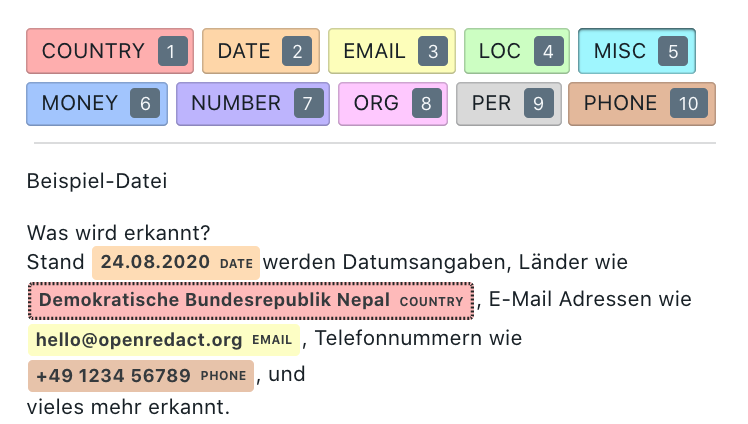 COUNTRY 1 DATE 2 EMAIL 3 LOC 4 MISC 5
MONEY 6 NUMBER 7 ORG 8 PER 9 PHONE 10
Beispiel-Datei
Was wird erkannt?
Stand 24.08.2020 DATE werden Datumsangaben, Länder wie
Demokratische Bundesrepublik Nepal COUNTRY , E-Mail Adressen wie
hello@openredact.org EMAIL , Telefonnummern wie
+49 1234 56789 PHONE , und
vieles mehr erkannt.